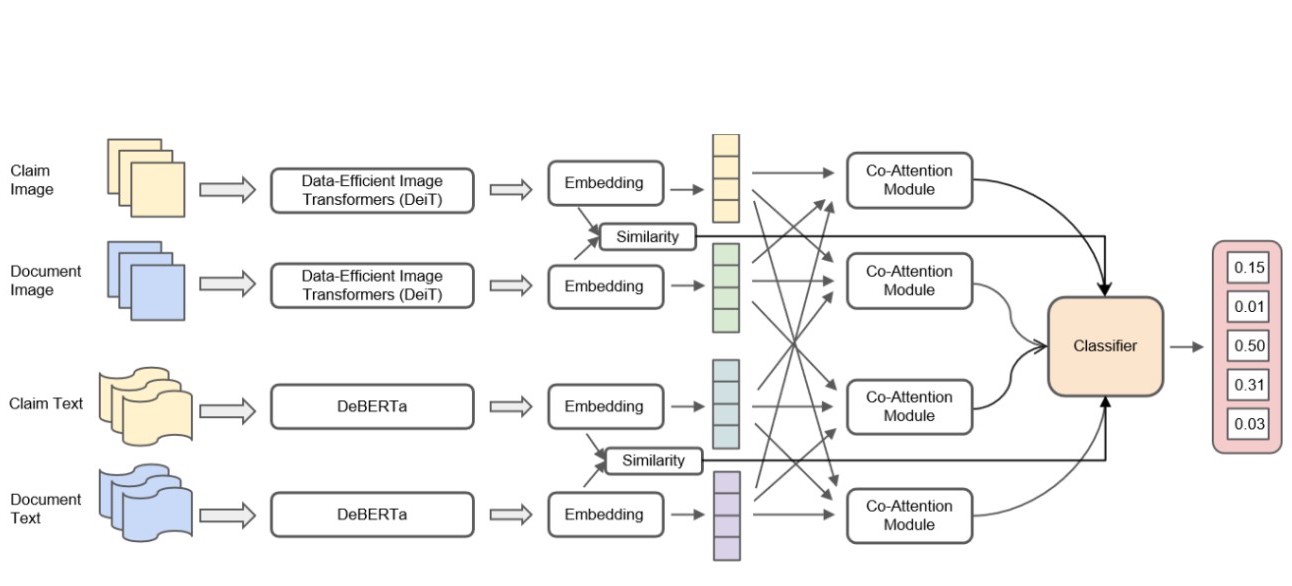 Claim
Image
Data-Efficient Image
Transformers (DeiT)
Embedding
Co-Attention
Module
Similarity
Document
Image
Data-Efficient Image
Transformers (DeiT)
Embedding
Co-Attention
Module
Claim Text
DeBERTa
Embedding
Co-Attention
Module
Similarity
Document
Text
DeBERTa
Embedding
Co-Attention
Module
Classifier
0.15
0.01
0.50
0.31
0.03